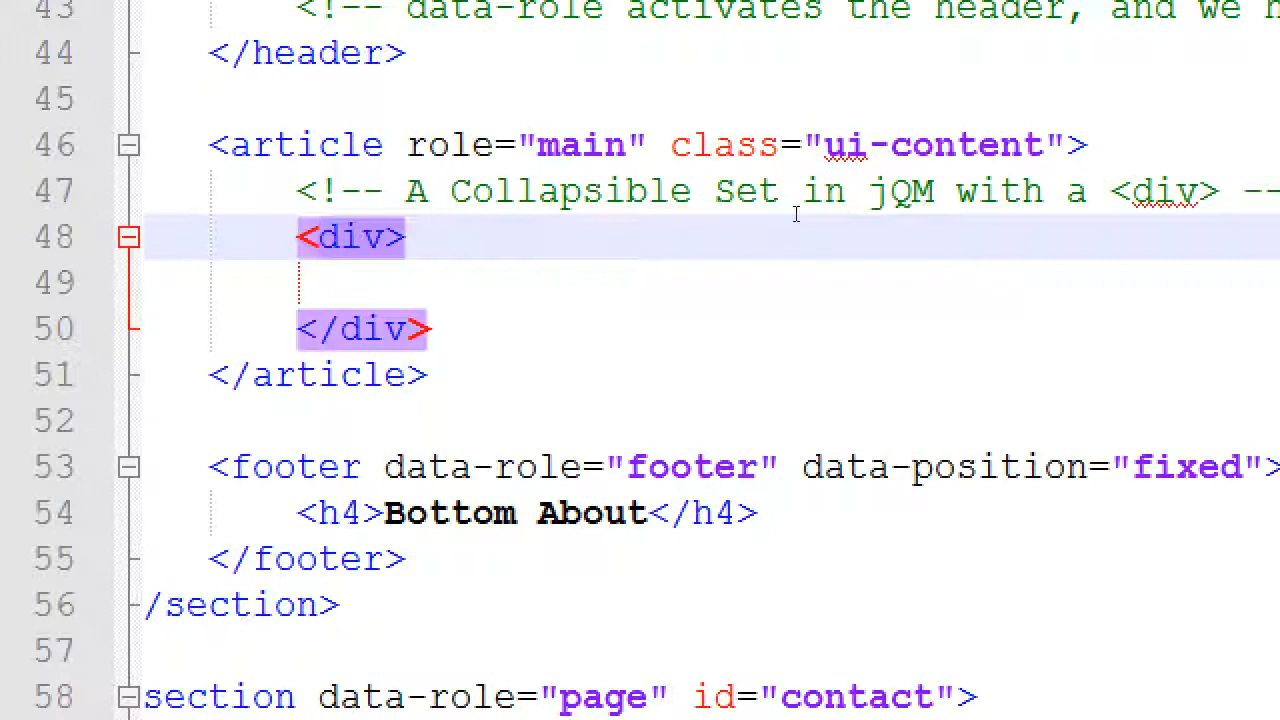 43 <!-- data-role activates the header, and we h
44 </header>
45
46 <article role="main" class="ui-content">
47 <!-- A Collapsible Set in jQM with a <div> --
48 <div>
49
50 </div>
51 </article>
52
53 <footer data-role="footer" data-position="fixed">
54 <h4>Bottom About</h4>
55 </footer>
56 /section>
57
58 section data-role="page" id="contact">